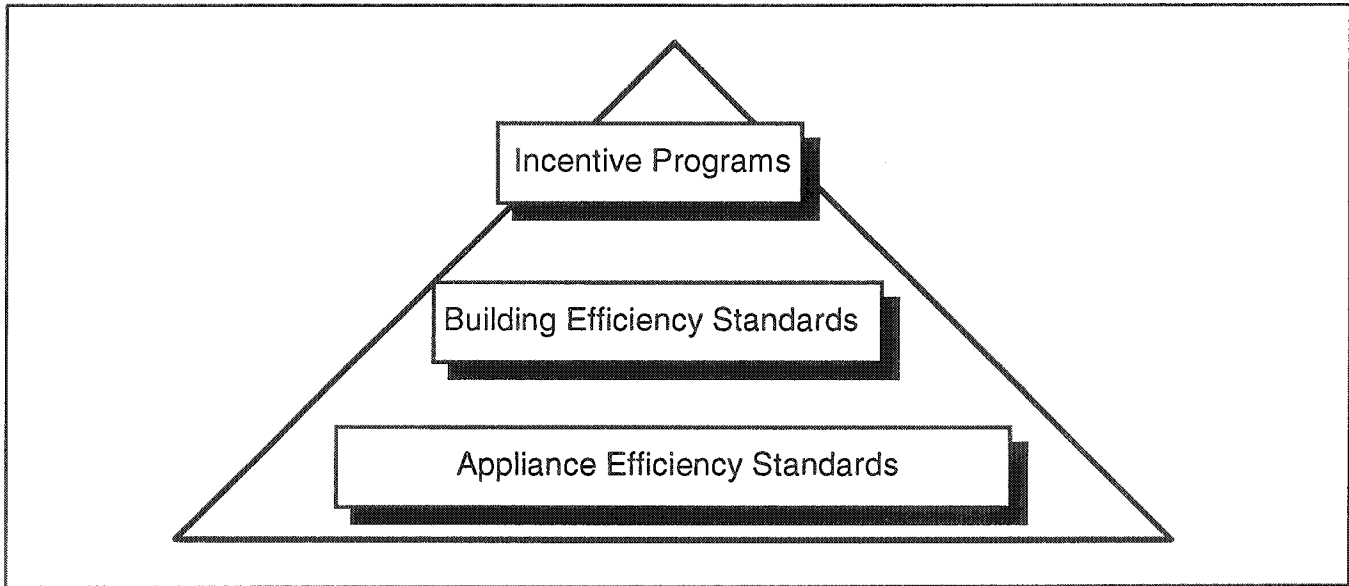 Incentive Programs
Building Efficiency Standards
Appliance Efficiency Standards